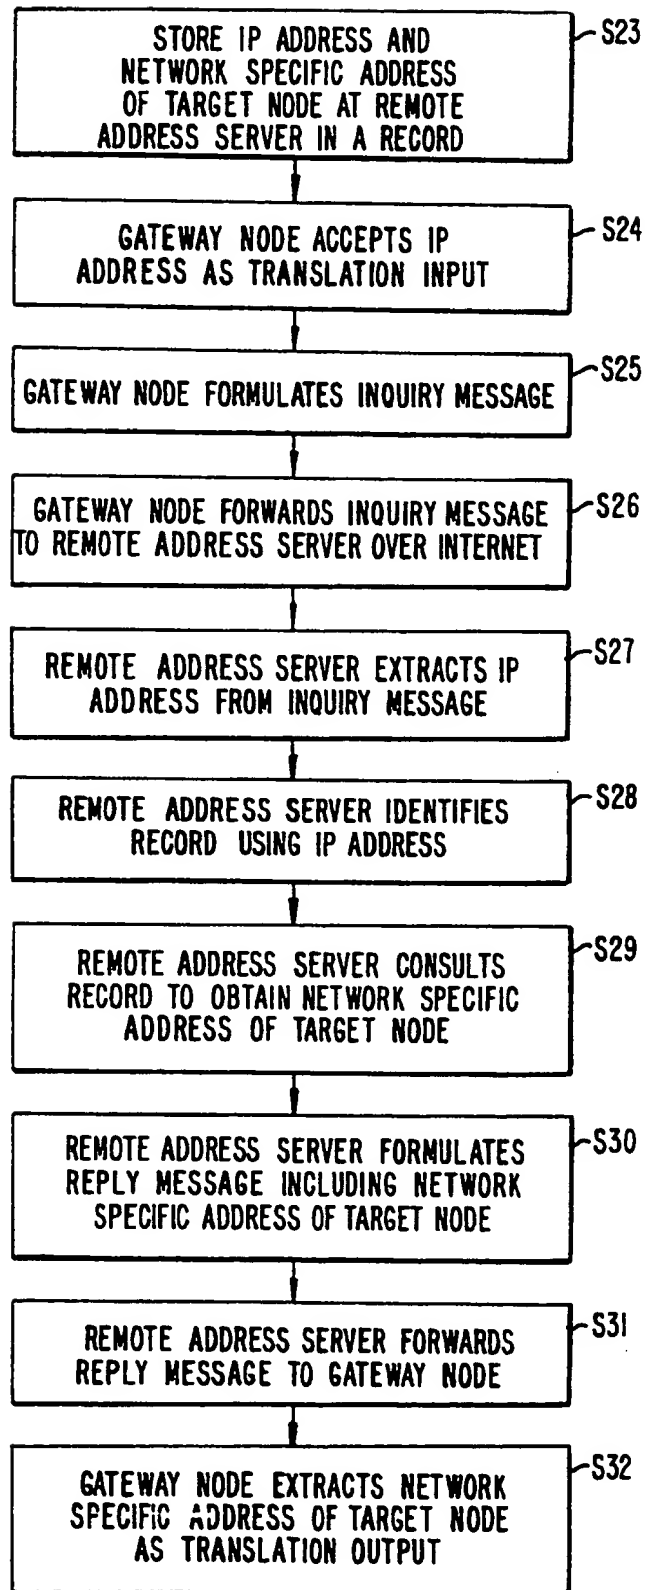 STORE IP ADDRESS AND
NETWORK SPECIFIC ADDRESS
OF TARGET NODE AT REMOTE
ADDRESS SERVER IN A RECORD
S23
GATEWAY NODE ACCEPTS IP
ADDRESS AS TRANSLATION INPUT
S24
GATEWAY NODE FORMULATES INQUIRY MESSAGE
S25
GATEWAY NODE FORWARDS INQUIRY MESSAGE
TO REMOTE ADDRESS SERVER OVER INTERNET
S26
REMOTE ADDRESS SERVER EXTRACTS IP
ADDRESS FROM INQUIRY MESSAGE
S27
REMOTE ADDRESS SERVER IDENTIFIES
RECORD USING IP ADDRESS
S28
REMOTE ADDRESS SERVER CONSULTS
RECORD TO OBTAIN NETWORK SPECIFIC
ADDRESS OF TARGET NODE
S29
REMOTE ADDRESS SERVER FORMULATES
REPLY MESSAGE INCLUDING NETWORK
SPECIFIC ADDRESS OF TARGET NODE
S30
REMOTE ADDRESS SERVER FORWARDS
REPLY MESSAGE TO GATEWAY NODE
S31
GATEWAY NODE EXTRACTS NETWORK
SPECIFIC ADDRESS OF TARGET NODE
AS TRANSLATION OUTPUT
S32